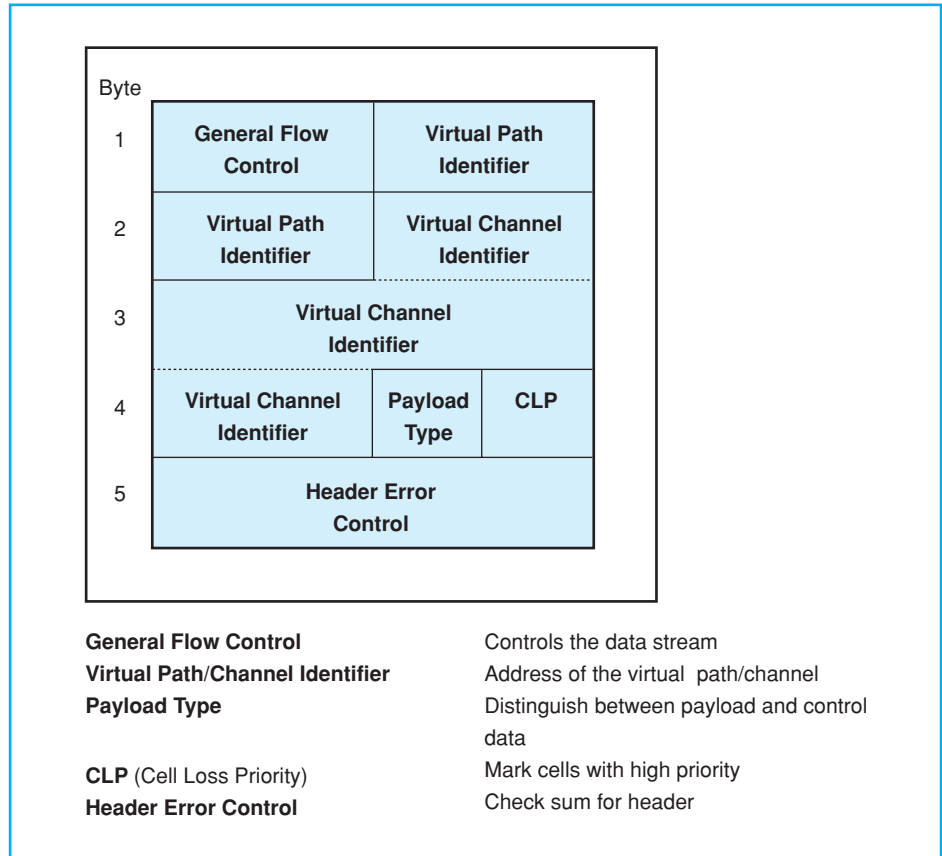 Byte
1
General Flow
Control
Virtual Path
Identifier
2
Virtual Path
Identifier
Virtual Channel
Identifier
3
Virtual Channel
Identifier
4
Virtual Channel
Identifier
Payload
Type
CLP
5
Header Error
Control
General Flow Control Controls the data stream
Virtual Path/Channel Identifier Address of the virtual path/channel
Payload Type Distinguish between payload and control
data
CLP (Cell Loss Priority) Mark cells with high priority
Header Error Control Check sum for header